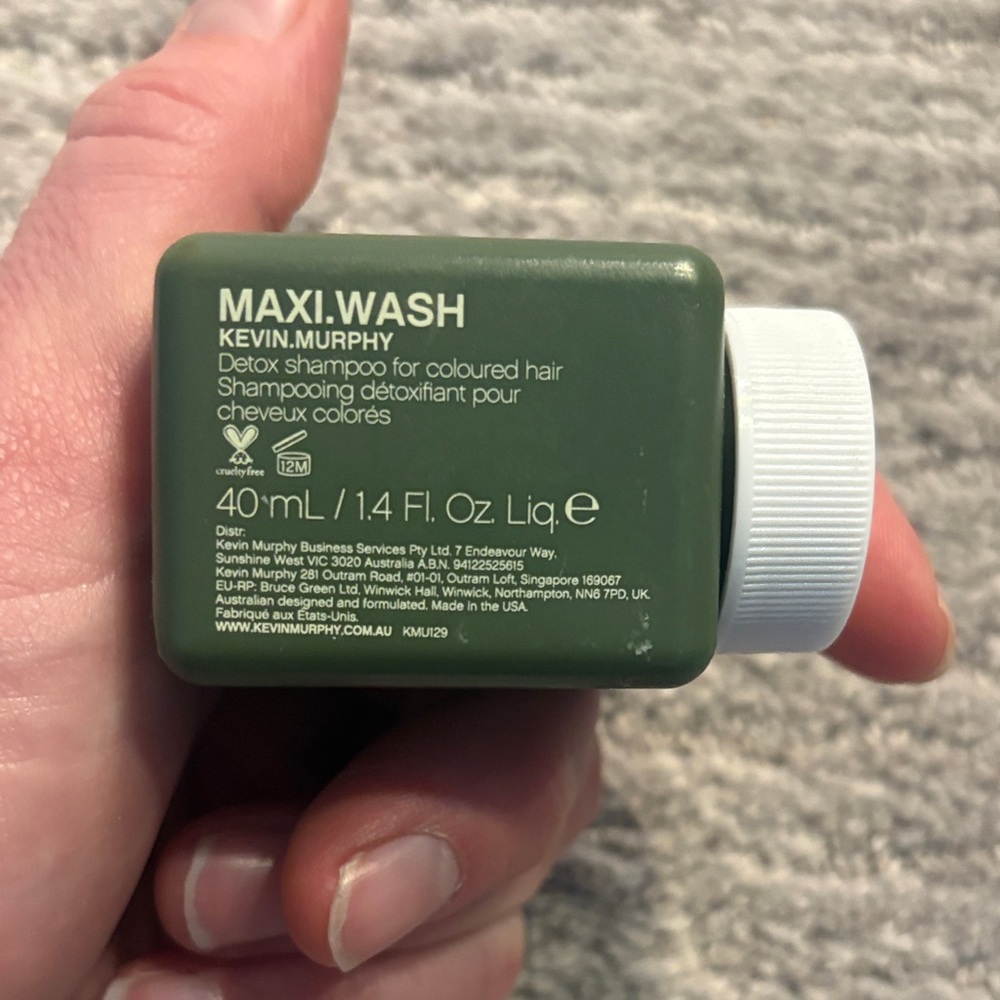 MAXI.WASH
KEVIN.MURPHY
Detox shampoo for coloured hair
Shampooing détoxifiant pour
cheveux colorés
crueltyfree
12M
40 mL / 1.4 Fl. Oz. Liq. e
Distr:
Kevin Murphy Business Services Pty Ltd. 7 Endeavour Way,
Sunshine West VIC 3020 Australia A.B.N. 94122525615
Kevin Murphy 281 Outram Road, #01-01, Outram Loft, Singapore 169067
EU-RP: Bruce Green Ltd, Winwick Hall, Winwick, Northampton, NN6 7PD, UK.
Australian designed and formulated. Made in the USA.
Fabriqué aux États-Unis.
WWW.KEVINMURPHY.COM.AU KMU129